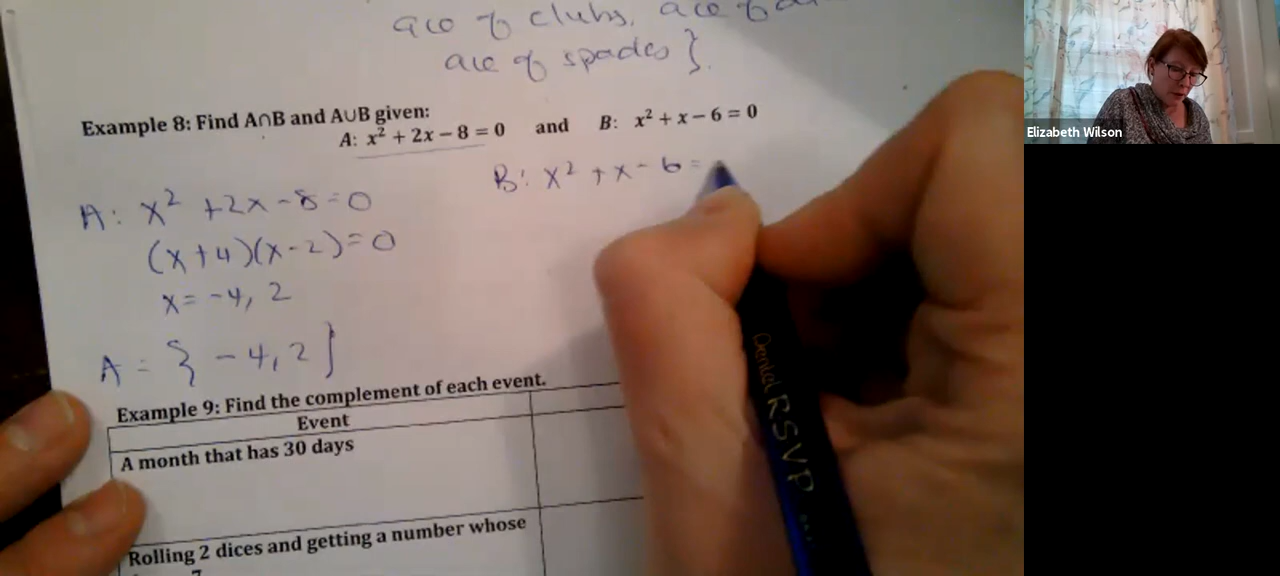 ace of clubs, ace of
ace of spades }.
Example 8: Find A∩B and A∪B given:
A: x² + 2x − 8 = 0 and B: x² + x − 6 = 0
A: x² + 2x − 8 = 0
(x + 4)(x − 2) = 0
x = −4, 2
A = { −4, 2 }
B: x² + x − 6 =
Example 9: Find the complement of each event.
Event
A month that has 30 days
Rolling 2 dices and getting a number whose
RSVP
Elizabeth Wilson